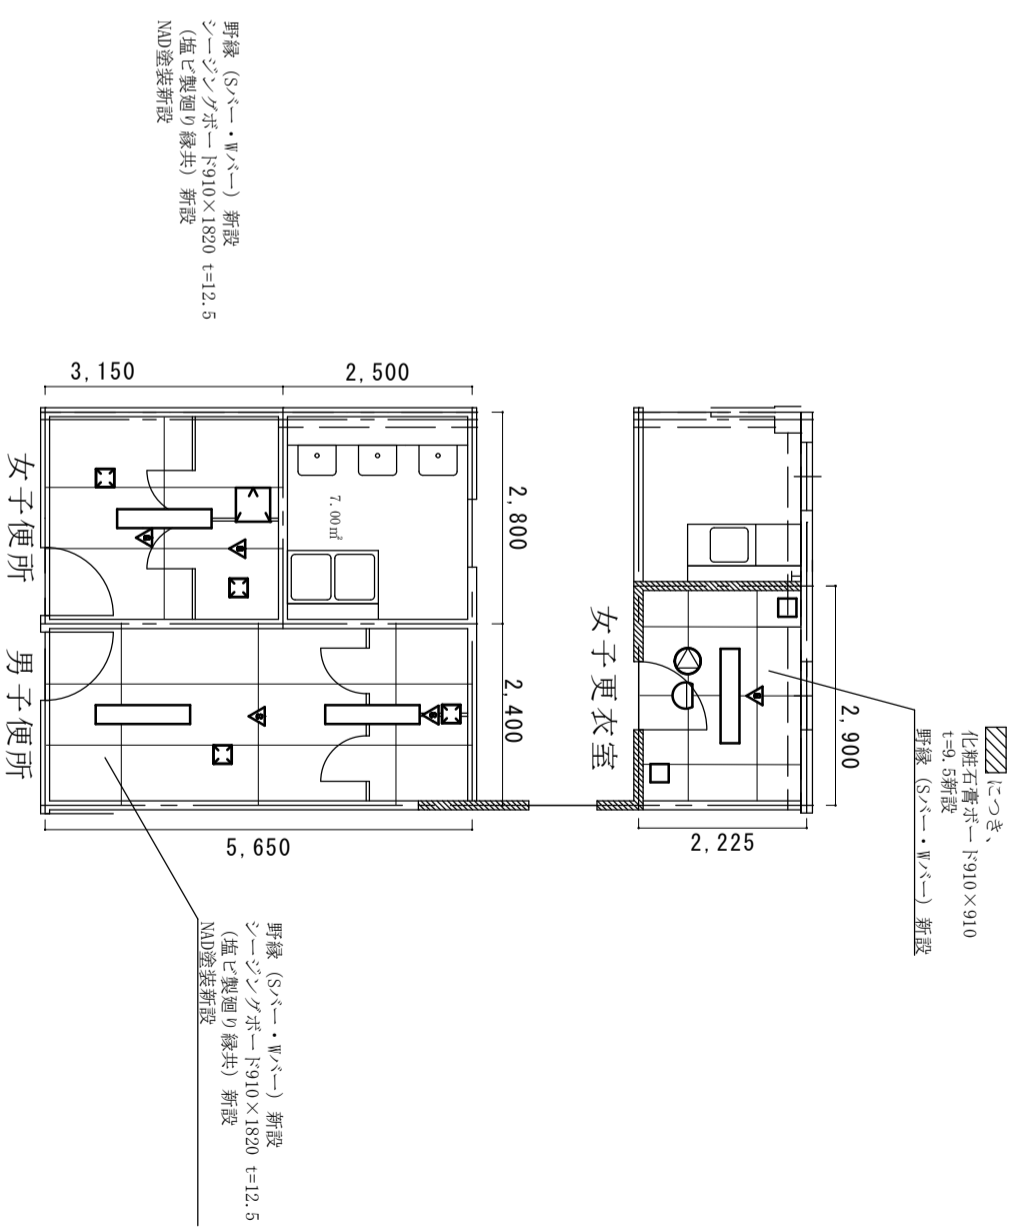 野縁（Sバー・Wバー）新設
シージングボード910×1820 t=12.5
（塩ビ製廻り縁共）新設
NAD塗装新設
につき、
化粧石膏ボード910×910
t=9.5新設
野縁（Sバー・Wバー）新設
3,150
2,500
2,800
2,400
5,650
7.00㎡
女子便所
男子便所
女子更衣室
2,900
2,225
野縁（Sバー・Wバー）新設
シージングボード910×1820 t=12.5
（塩ビ製廻り縁共）新設
NAD塗装新設